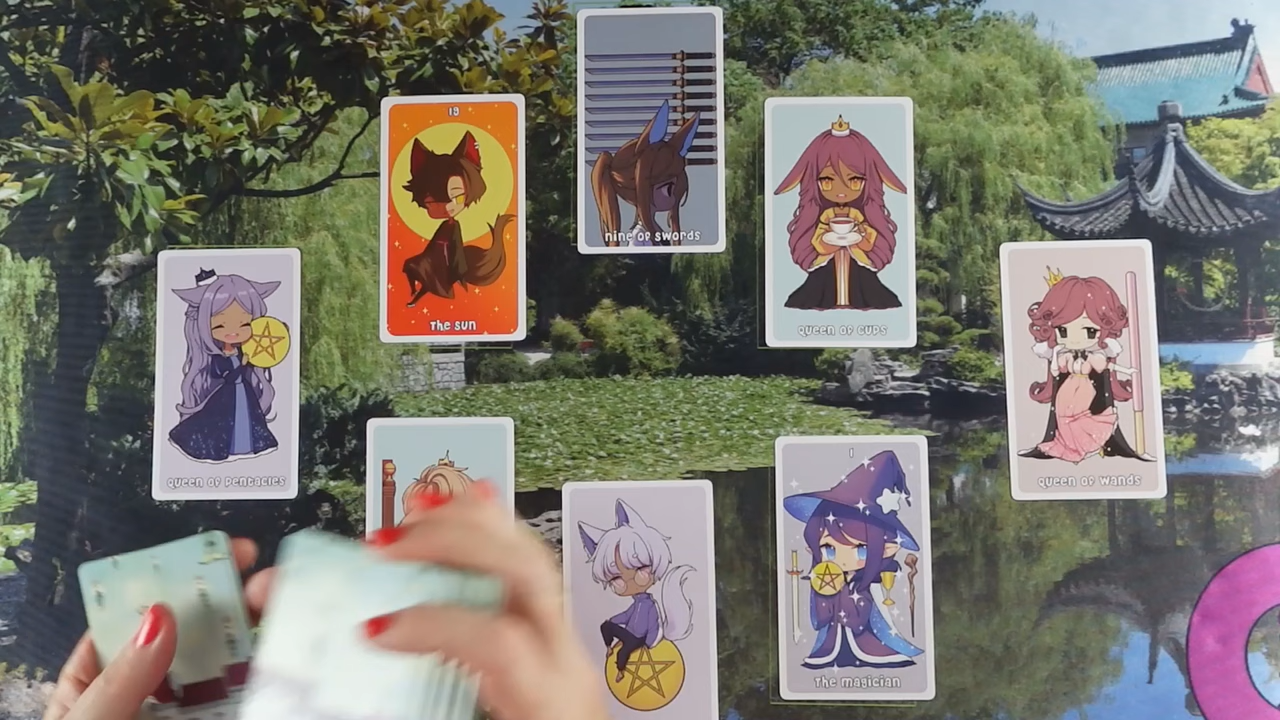 19
The Sun
Nine of Swords
Queen of Cups
Queen of Pentacles
Queen of Wands
I
The Magician